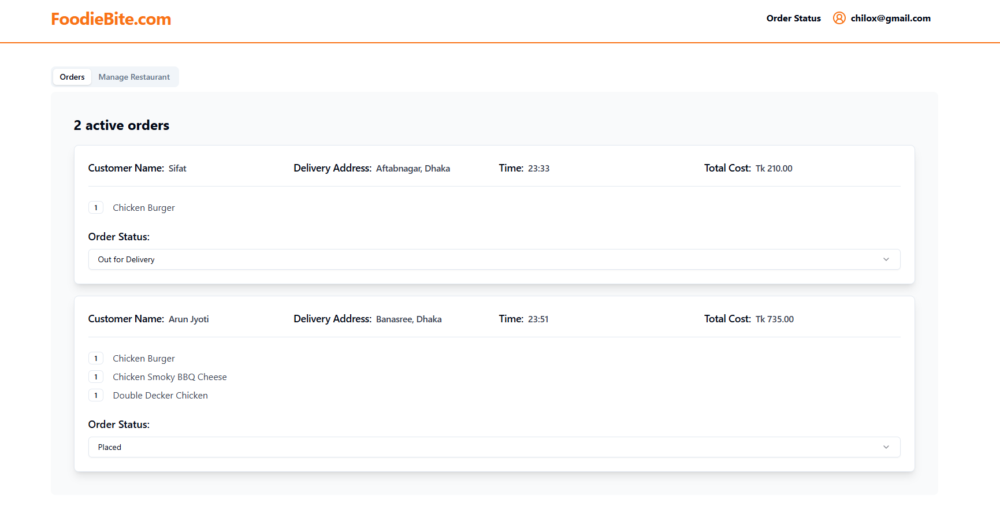 FoodieBite.com Order Status chilox@gmail.com
Orders Manage Restaurant
2 active orders
Customer Name: Sifat Delivery Address: Aftabnagar, Dhaka Time: 23:33 Total Cost: Tk 210.00
1 Chicken Burger
Order Status:
Out for Delivery
Customer Name: Arun Jyoti Delivery Address: Banasree, Dhaka Time: 23:51 Total Cost: Tk 735.00
1 Chicken Burger
1 Chicken Smoky BBQ Cheese
1 Double Decker Chicken
Order Status:
Placed